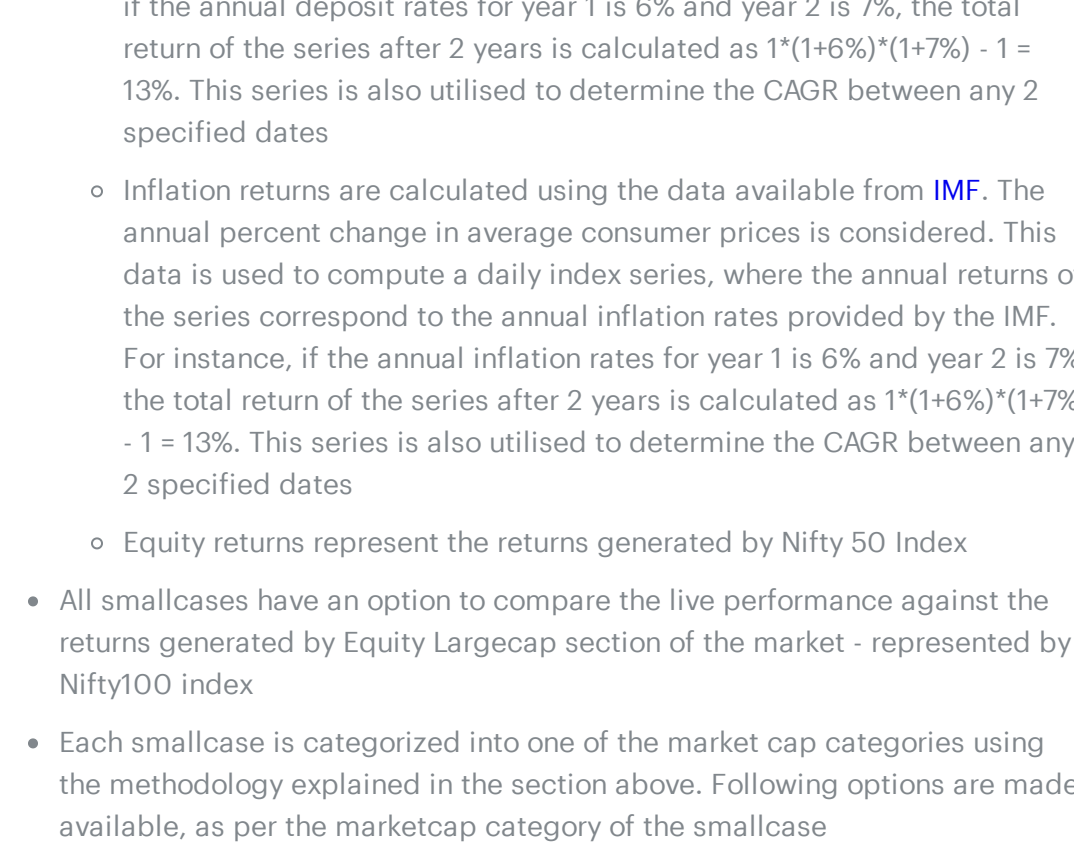 if the annual deposit rates for year 1 is 6% and year 2 is 7%, the total
return of the series after 2 years is calculated as 1*(1+6%)*(1+7%) - 1 =
13%. This series is also utilised to determine the CAGR between any 2
specified dates
Inflation returns are calculated using the data available from IMF. The
annual percent change in average consumer prices is considered. This
data is used to compute a daily index series, where the annual returns of
the series correspond to the annual inflation rates provided by the IMF.
For instance, if the annual inflation rates for year 1 is 6% and year 2 is 7%
the total return of the series after 2 years is calculated as 1*(1+6%)*(1+7%
- 1 = 13%. This series is also utilised to determine the CAGR between any
2 specified dates
Equity returns represent the returns generated by Nifty 50 Index
All smallcases have an option to compare the live performance against the
returns generated by Equity Largecap section of the market - represented by
Nifty100 index
Each smallcase is categorized into one of the market cap categories using
the methodology explained in the section above. Following options are made
available, as per the marketcap category of the smallcase